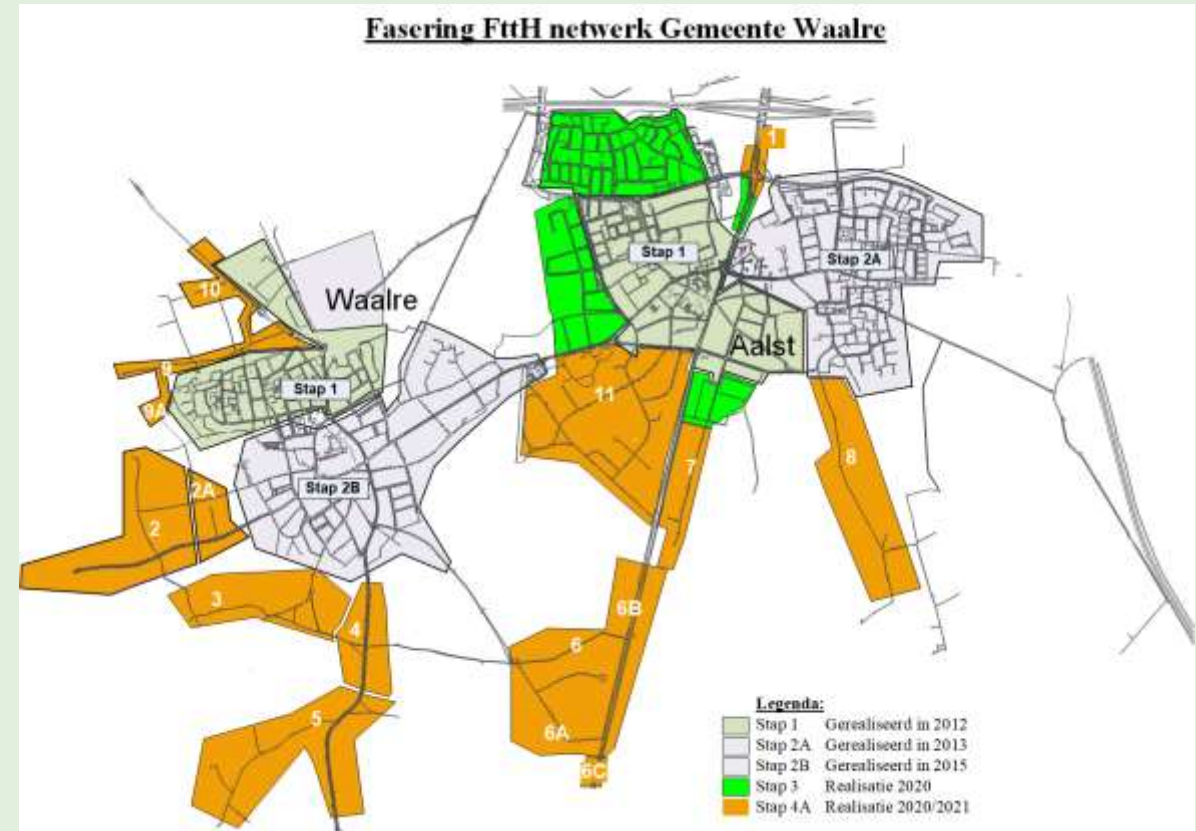 Fasering FttH netwerk Gemeente Waalre
1
Stap 1
Stap 2A
10
Waalre
Aalst
9
Stap 1
11
9A
7
8
2A
Stap 2B
2
3
6B
4
6
5
6A
6C
Legenda:
Stap 1 Gerealiseerd in 2012
Stap 2A Gerealiseerd in 2013
Stap 2B Gerealiseerd in 2015
Stap 3 Realisatie 2020
Stap 4A Realisatie 2020/2021